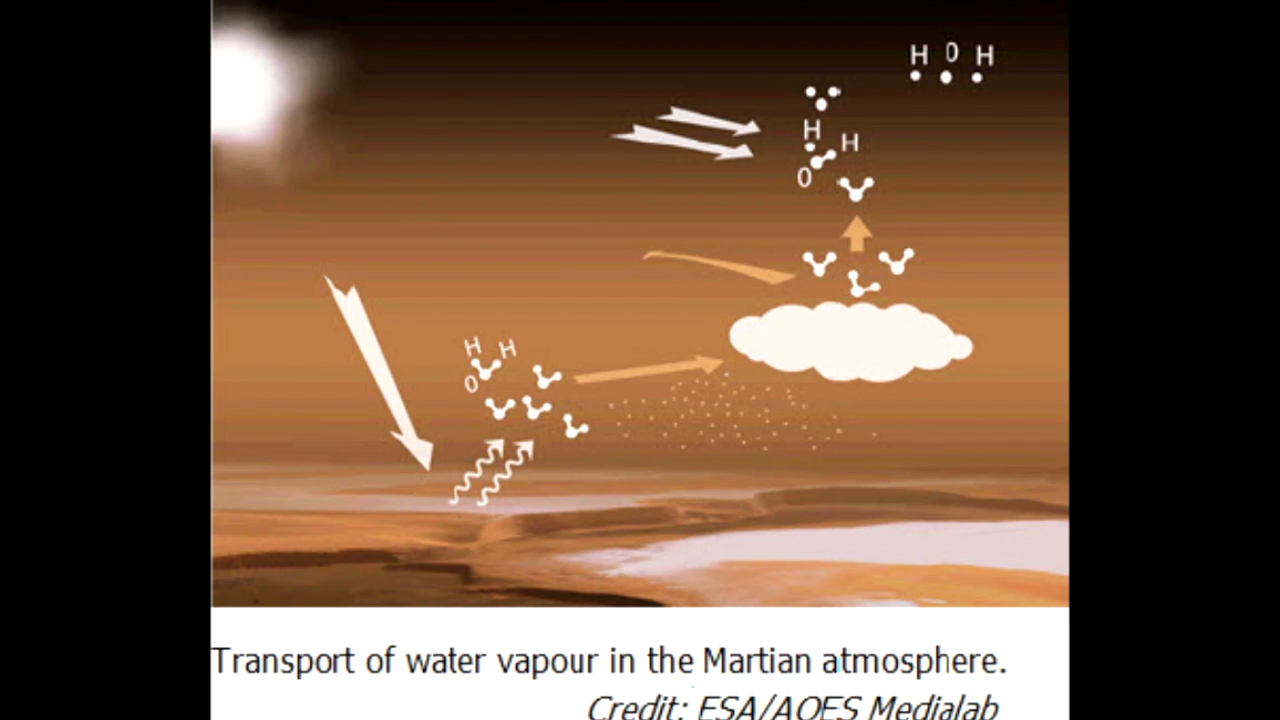 H O H
H
H
O
H H
O
Transport of water vapour in the Martian atmosphere.
Credit: ESA/AOES Medialab